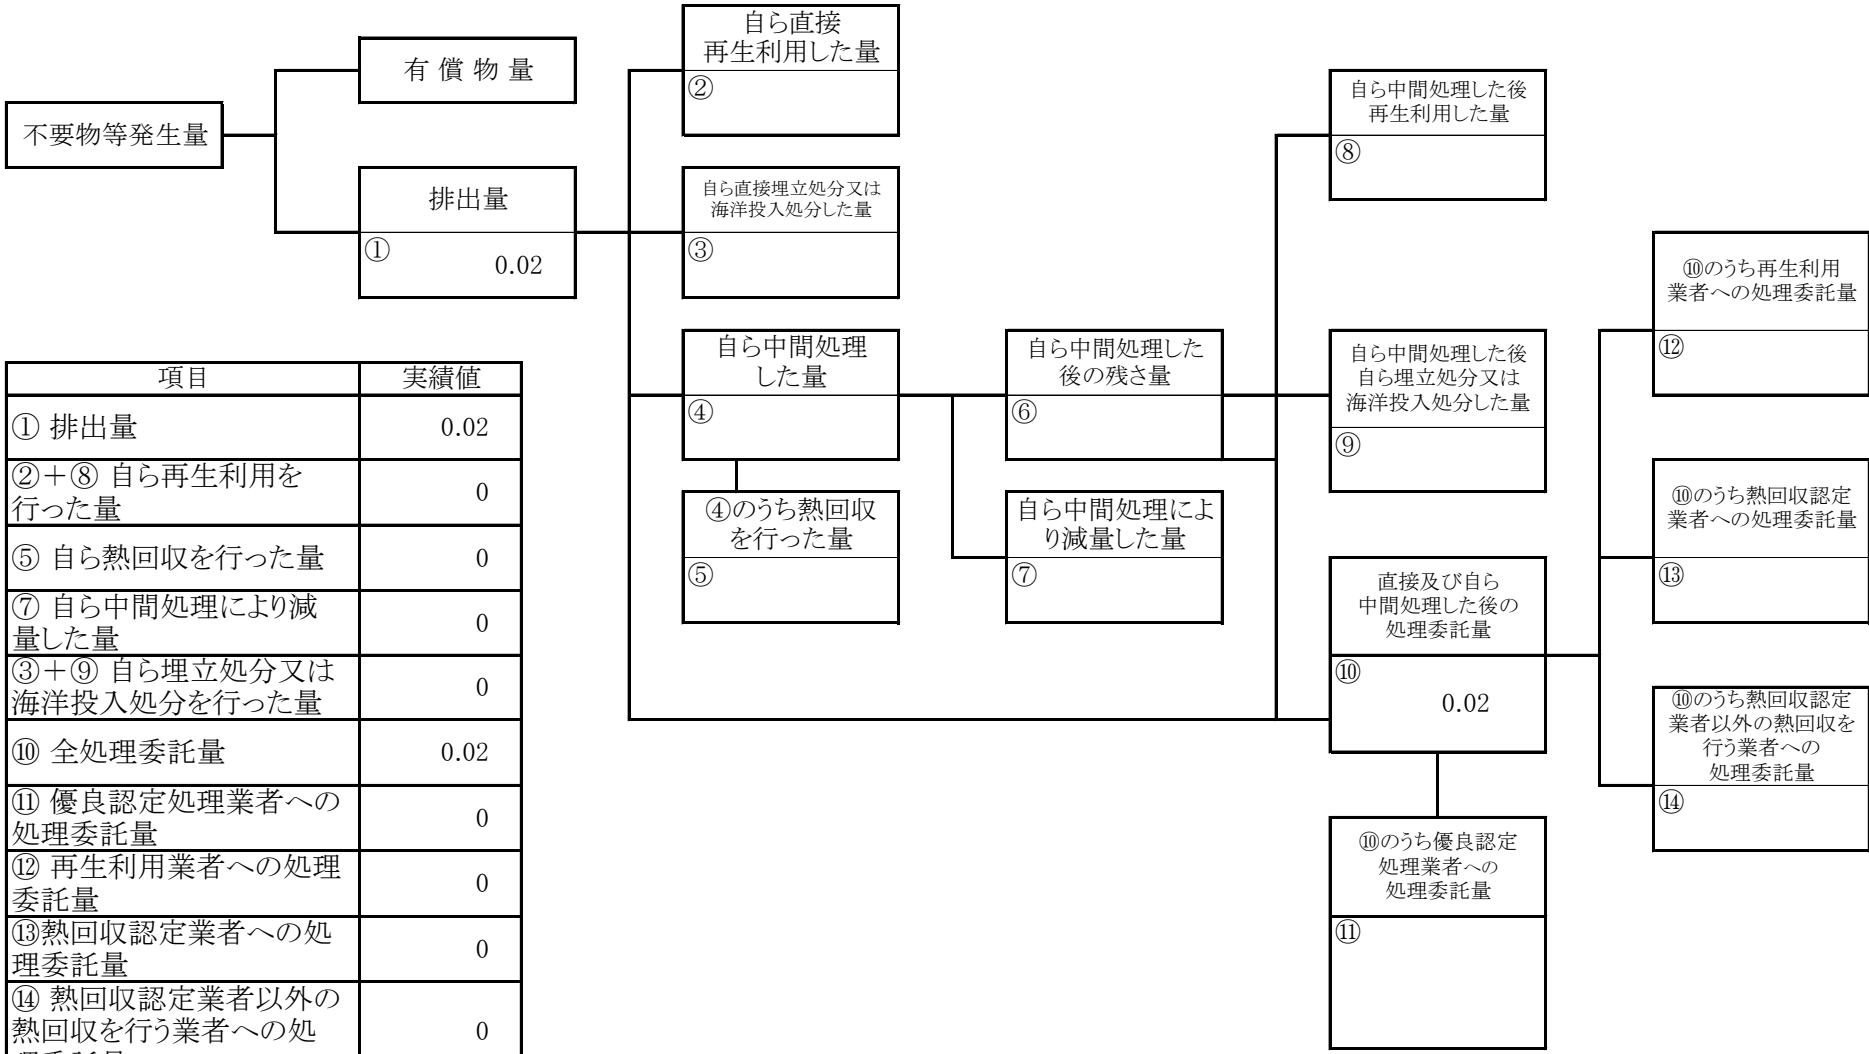 不要物等発生量
有 償 物 量
排出量
①
0.02
自ら直接
再生利用した量
②
自ら直接埋立処分又は
海洋投入処分した量
③
自ら中間処理
した量
④
④のうち熱回収
を行った量
⑤
自ら中間処理した
後の残さ量
⑥
自ら中間処理によ
り減量した量
⑦
自ら中間処理した後
再生利用した量
⑧
自ら中間処理した後
自ら埋立処分又は
海洋投入処分した量
⑨
直接及び自ら
中間処理した後の
処理委託量
⑩
0.02
⑩のうち優良認定
処理業者への
処理委託量
⑪
⑩のうち再生利用
業者への処理委託量
⑫
⑩のうち熱回収認定
業者への処理委託量
⑬
⑩のうち熱回収認定
業者以外の熱回収を
行う業者への
処理委託量
⑭
項目 実績値
① 排出量 0.02
②＋⑧ 自ら再生利用を
行った量 0
⑤ 自ら熱回収を行った量 0
⑦ 自ら中間処理により減
量した量 0
③＋⑨ 自ら埋立処分又は
海洋投入処分を行った量 0
⑩ 全処理委託量 0.02
⑪ 優良認定処理業者への
処理委託量 0
⑫ 再生利用業者への処理
委託量 0
⑬熱回収認定業者への処
理委託量 0
⑭ 熱回収認定業者以外の
熱回収を行う業者への処 0